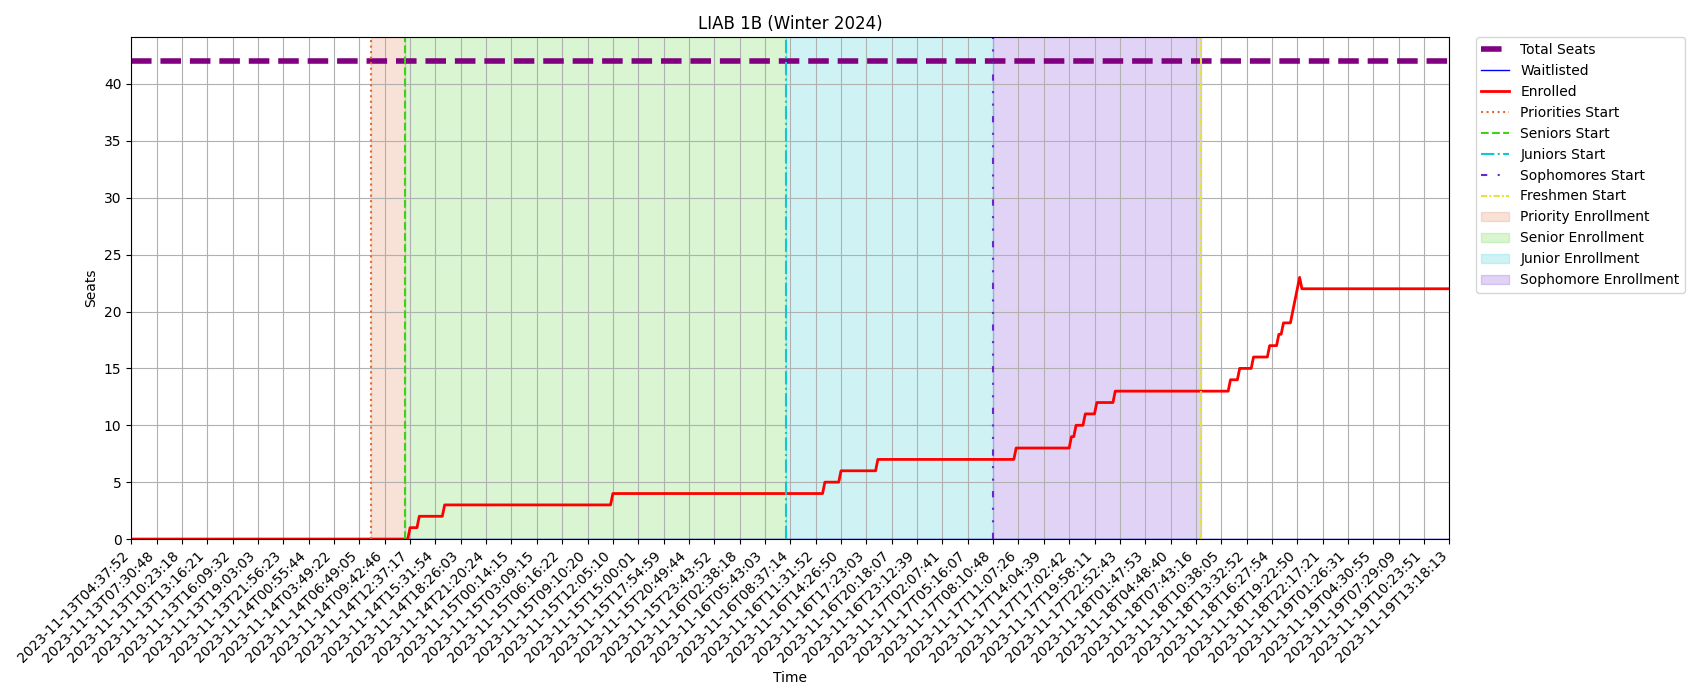 LIAB 1B (Winter 2024)
Seats
40
35
30
25
20
15
10
5
0
Total Seats
Waitlisted
Enrolled
Priorities Start
Seniors Start
Juniors Start
Sophomores Start
Freshmen Start
Priority Enrollment
Senior Enrollment
Junior Enrollment
Sophomore Enrollment
2023-11-13T04:37:52
2023-11-13T07:30:48
2023-11-13T10:23:18
2023-11-13T13:16:21
2023-11-13T16:09:32
2023-11-13T19:03:03
2023-11-13T21:56:23
2023-11-14T00:55:44
2023-11-14T03:49:22
2023-11-14T06:49:05
2023-11-14T09:42:46
2023-11-14T12:37:17
2023-11-14T15:31:54
2023-11-14T18:26:03
2023-11-14T21:20:24
2023-11-15T00:14:15
2023-11-15T03:09:15
2023-11-15T06:16:22
2023-11-15T09:10:20
2023-11-15T12:05:10
2023-11-15T15:00:01
2023-11-15T17:54:59
2023-11-15T20:49:44
2023-11-15T23:43:52
2023-11-16T02:38:18
2023-11-16T05:43:03
2023-11-16T08:37:14
2023-11-16T11:31:52
2023-11-16T14:26:50
2023-11-16T17:23:03
2023-11-16T20:18:07
2023-11-16T23:12:39
2023-11-17T02:07:41
2023-11-17T05:16:07
2023-11-17T08:10:48
2023-11-17T11:07:26
2023-11-17T14:04:39
2023-11-17T17:02:42
2023-11-17T19:58:11
2023-11-17T22:52:43
2023-11-18T01:47:53
2023-11-18T04:48:40
2023-11-18T07:43:16
2023-11-18T10:38:05
2023-11-18T13:32:52
2023-11-18T16:27:54
2023-11-18T19:22:50
2023-11-18T22:17:21
2023-11-19T01:26:31
2023-11-19T04:30:55
2023-11-19T07:29:09
2023-11-19T10:23:51
2023-11-19T13:18:13
Time